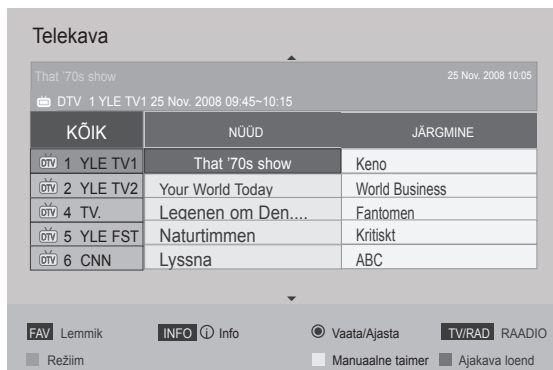 Telekava
That '70s show 25 Nov. 2008 10:05
DTV 1 YLE TV1 25 Nov. 2008 09:45~10:15
KÕIK NÜÜD JÄRGMINE
DTV 1 YLE TV1 That '70s show Keno
DTV 2 YLE TV2 Your World Today World Business
DTV 4 TV. Legenen om Den.... Fantomen
DTV 5 YLE FST Naturtimmen Kritiskt
DTV 6 CNN Lyssna ABC
FAV Lemmik INFO i Info Vaata/Ajasta TV/RAD RAADIO
Režiim Manuaalne taimer Ajakava loend